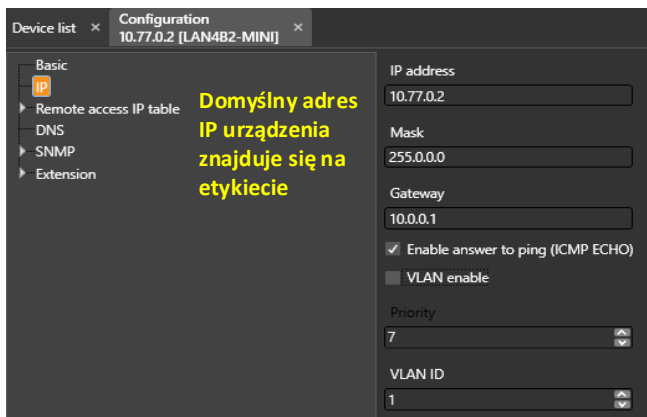 Device list ×
Configuration
10.77.0.2 [LAN4B2-MINI] ×
Basic
IP
Remote access IP table
DNS
SNMP
Extension
Domyślny adres
IP urządzenia
znajduje się na
etykiecie
IP address
10.77.0.2
Mask
255.0.0.0
Gateway
10.0.0.1
Enable answer to ping (ICMP ECHO)
VLAN enable
Priority
7
VLAN ID
1